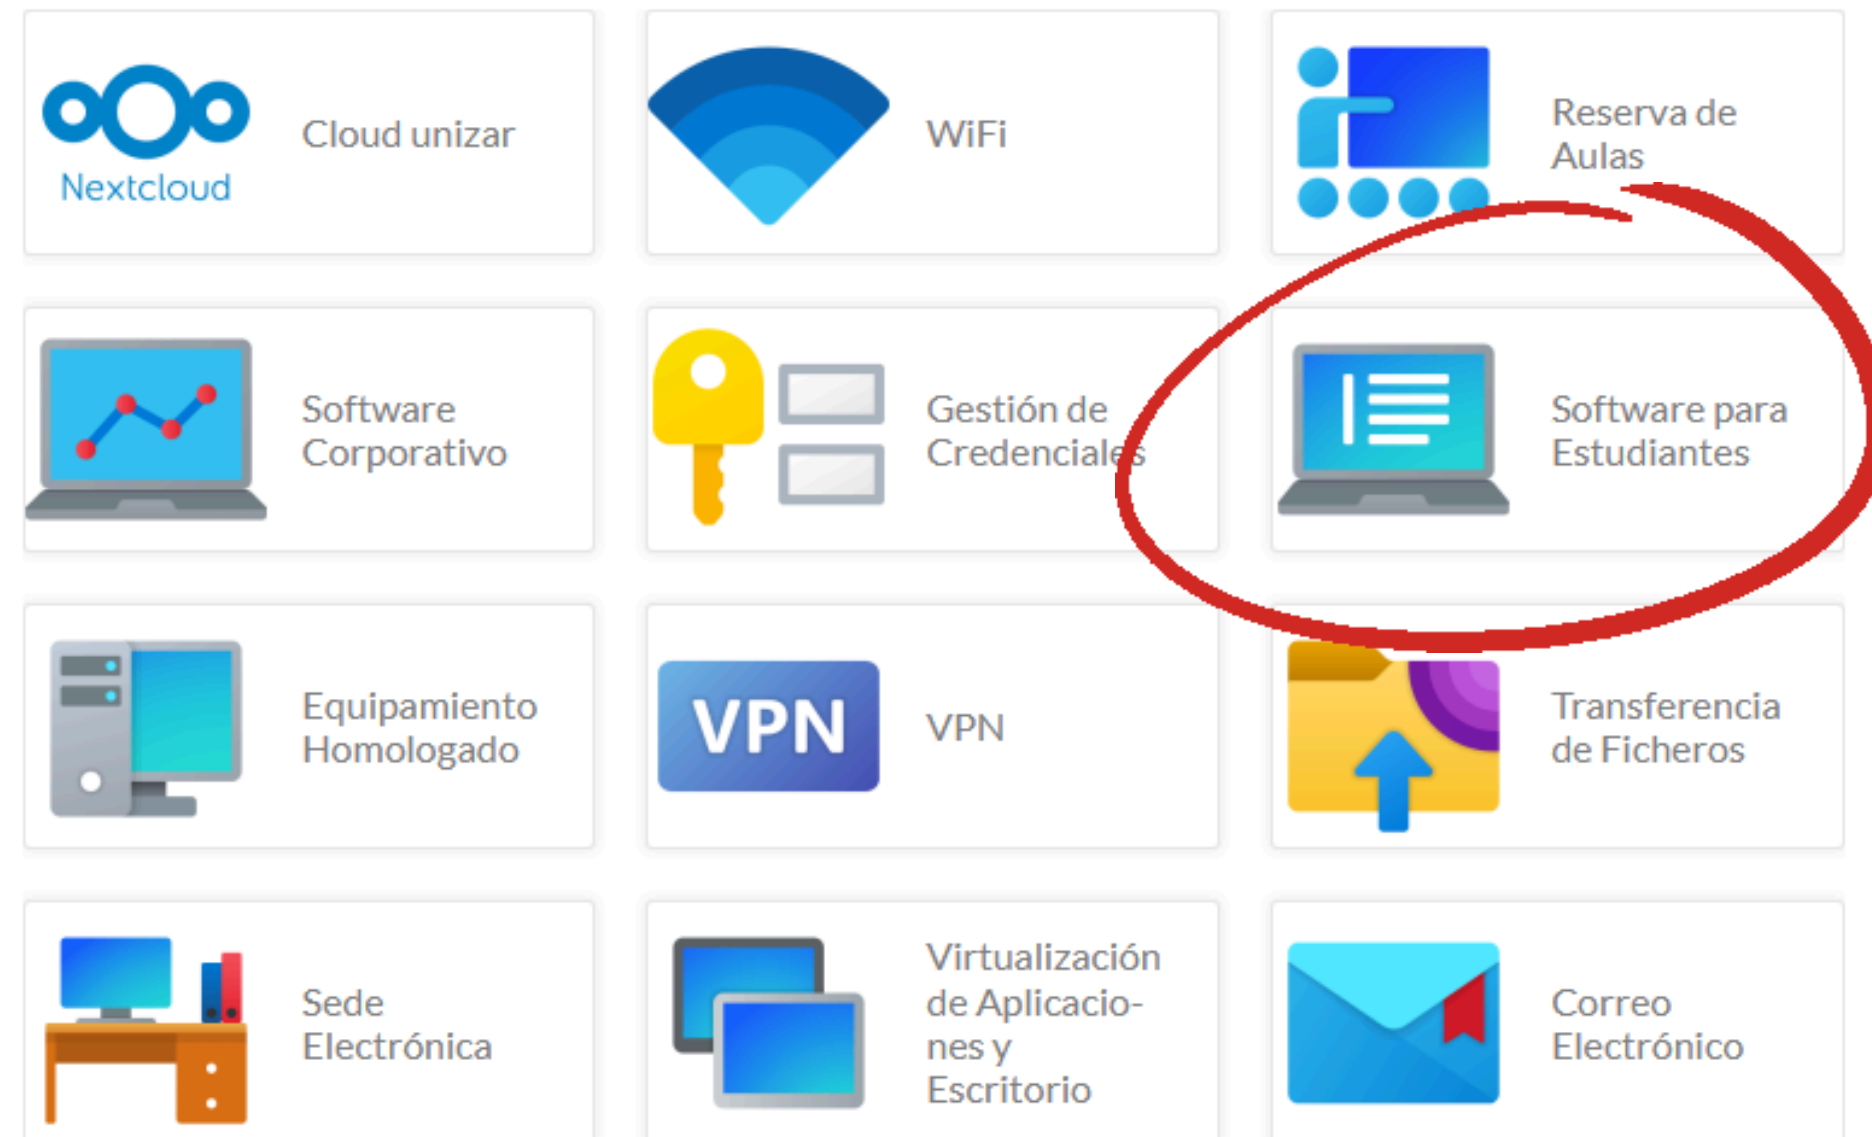 Nextcloud
Cloud unizar
WiFi
Reserva de
Aulas
Software
Corporativo
Gestión de
Credenciales
Software para
Estudiantes
Equipamiento
Homologado
VPN
VPN
Transferencia
de Ficheros
Sede
Electrónica
Virtualización
de Aplicacio-
nes y
Escritorio
Correo
Electrónico